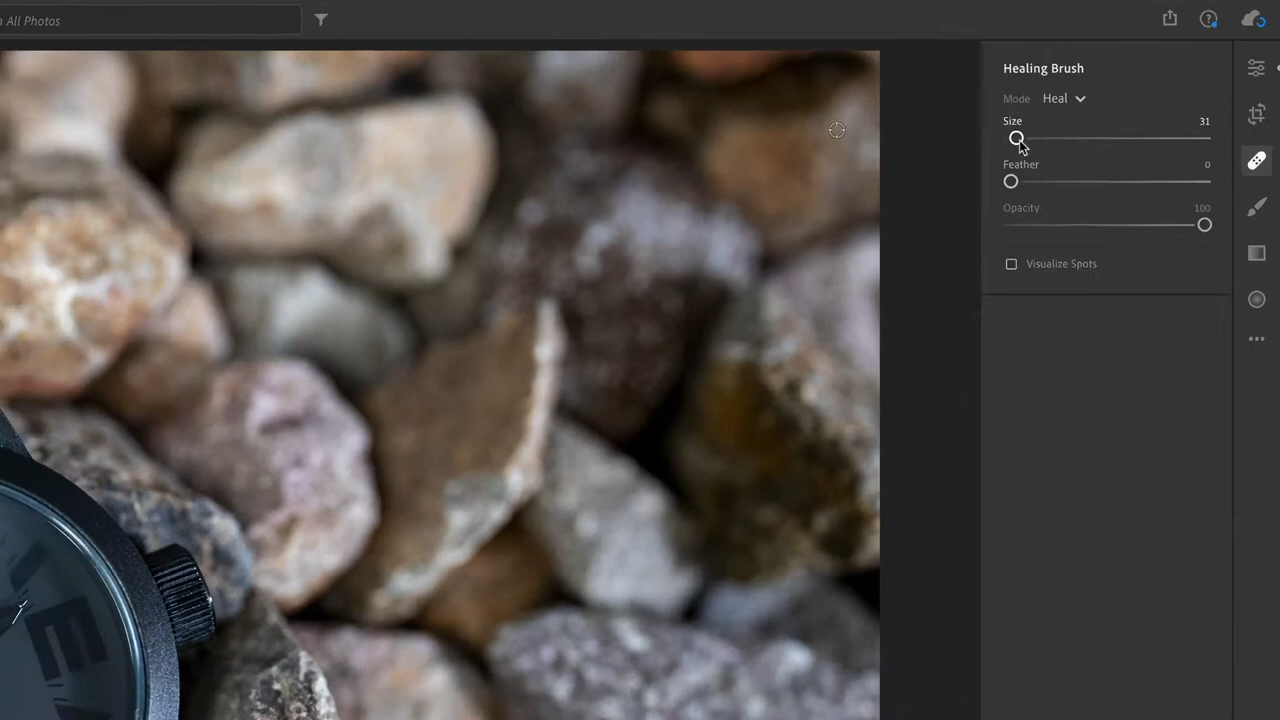 All Photos
Healing Brush
Mode Heal
Size 31
Feather 0
Opacity 100
Visualize Spots